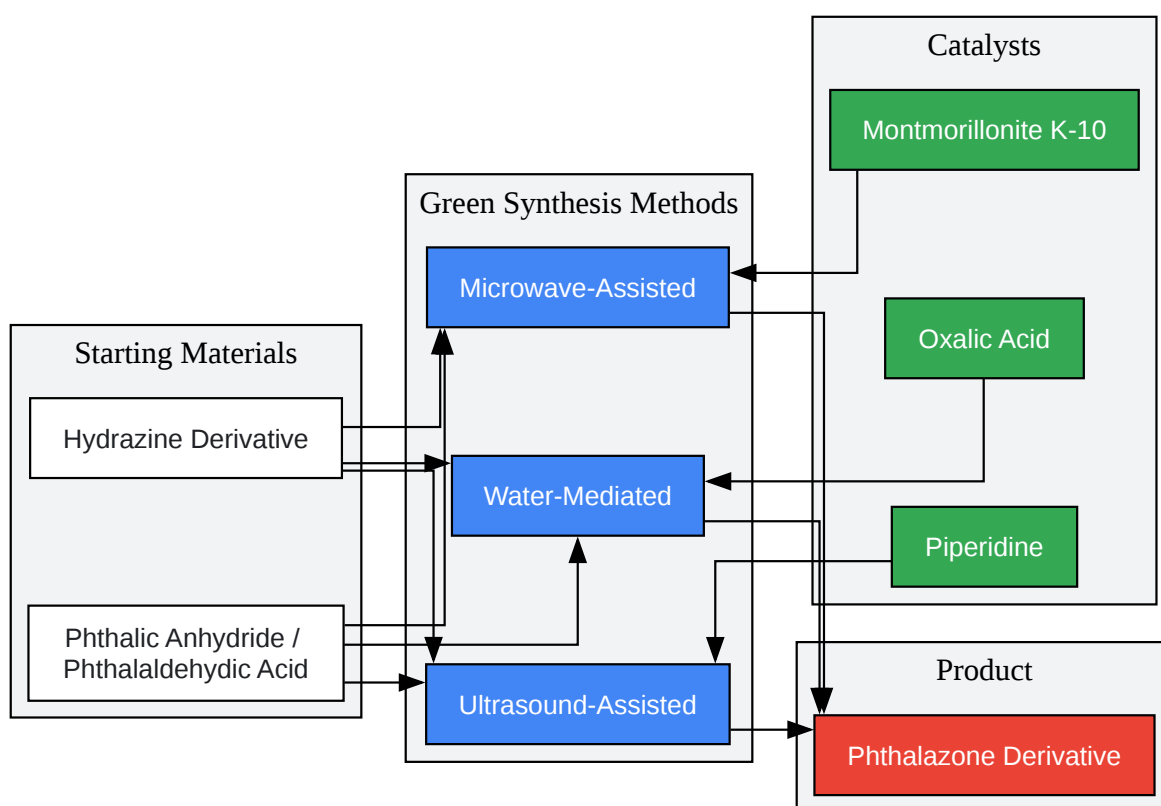 Catalysts
Montmorillonite K-10
Oxalic Acid
Piperidine
Green Synthesis Methods
Microwave-Assisted
Water-Mediated
Ultrasound-Assisted
Starting Materials
Hydrazine Derivative
Phthalic Anhydride /
Phthalaldehydic Acid
Product
Phthalazone Derivative